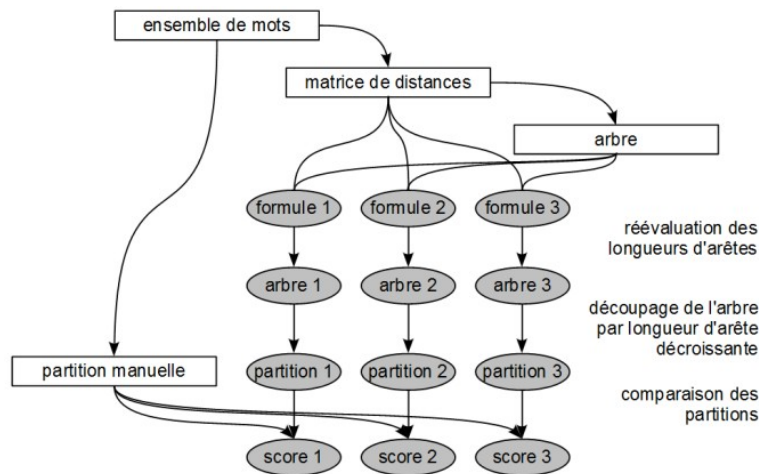 ensemble de mots
matrice de distances
arbre
formule 1
formule 2
formule 3
réévaluation des
longueurs d'arêtes
arbre 1
arbre 2
arbre 3
découpage de l'arbre
par longueur d'arête
décroissante
partition manuelle
partition 1
partition 2
partition 3
comparaison des
partitions
score 1
score 2
score 3